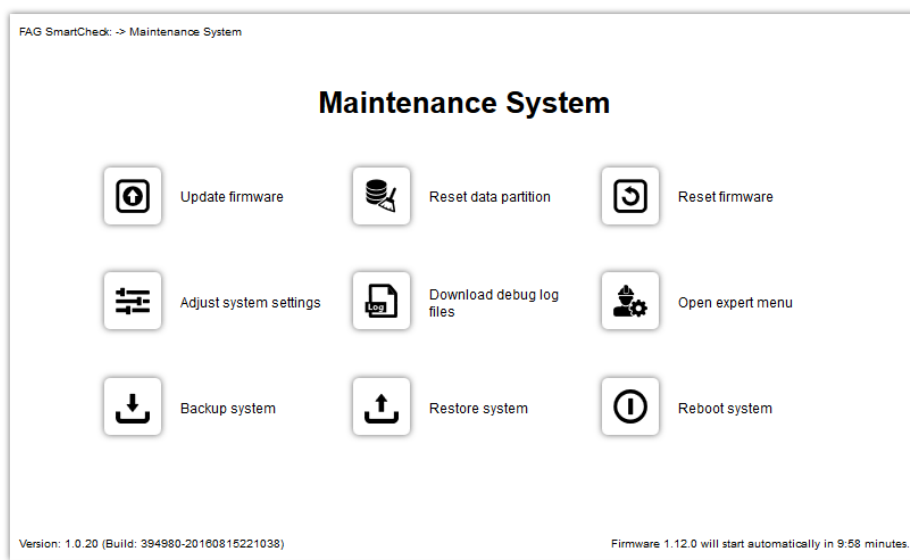 FAG SmartCheck: -> Maintenance System
Maintenance System
Update firmware
Reset data partition
Reset firmware
Adjust system settings
Download debug log
files
Log
Open expert menu
Backup system
Restore system
Reboot system
Version: 1.0.20 (Build: 394980-20160815221038)
Firmware 1.12.0 will start automatically in 9:58 minutes.